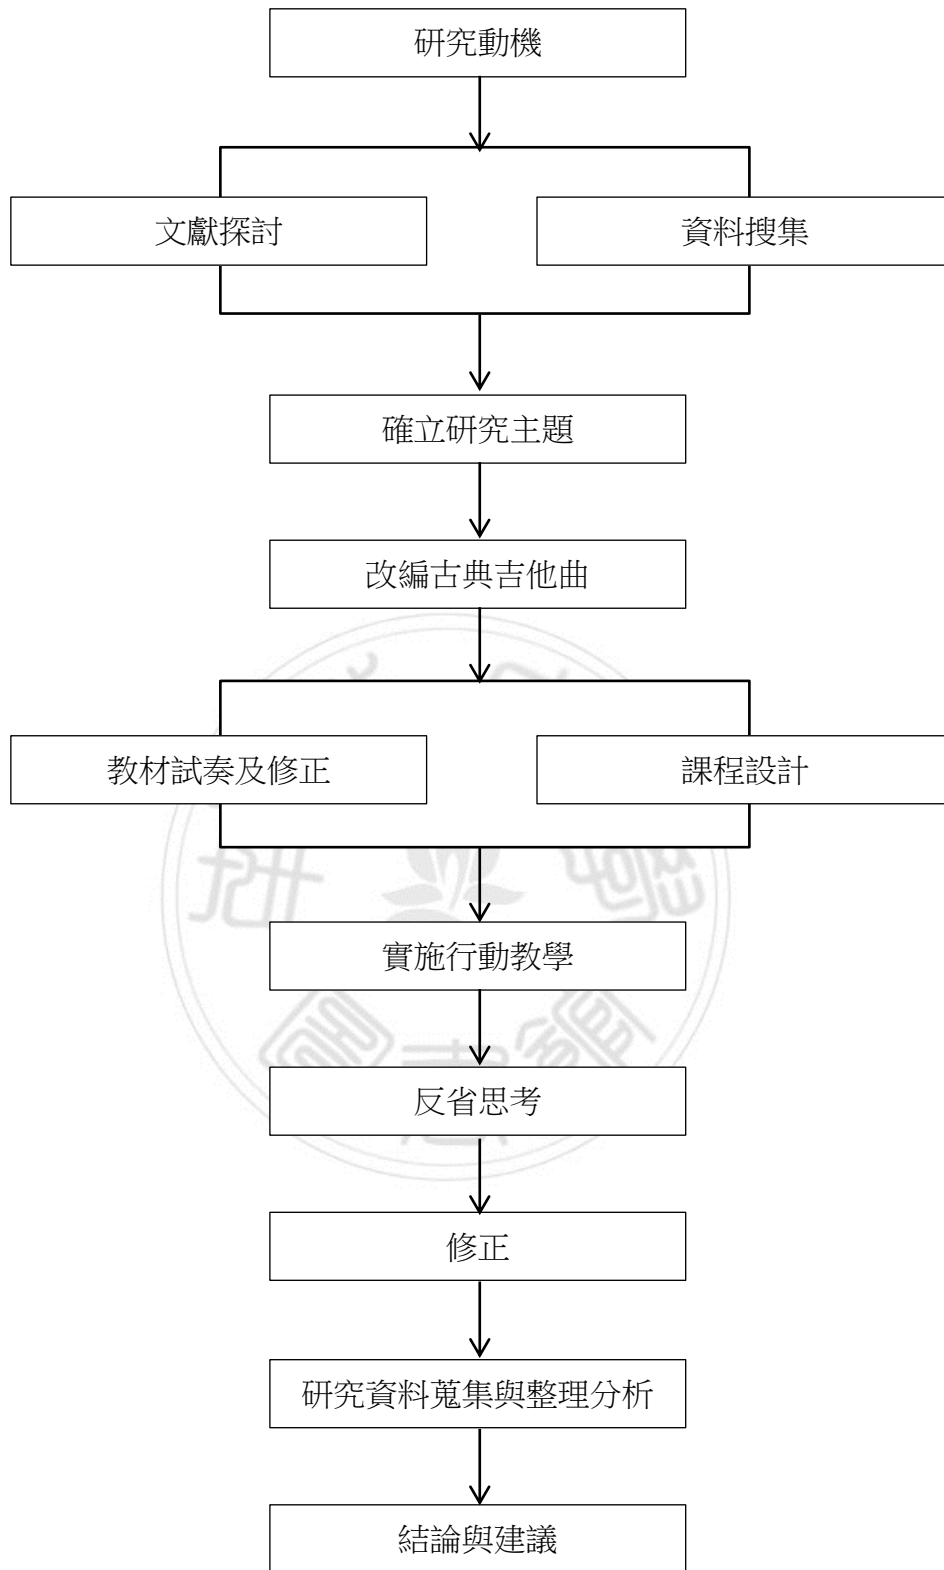 研究動機
文獻探討
資料搜集
確立研究主題
改編古典吉他曲
教材試奏及修正
課程設計
實施行動教學
反省思考
修正
研究資料蒐集與整理分析
結論與建議